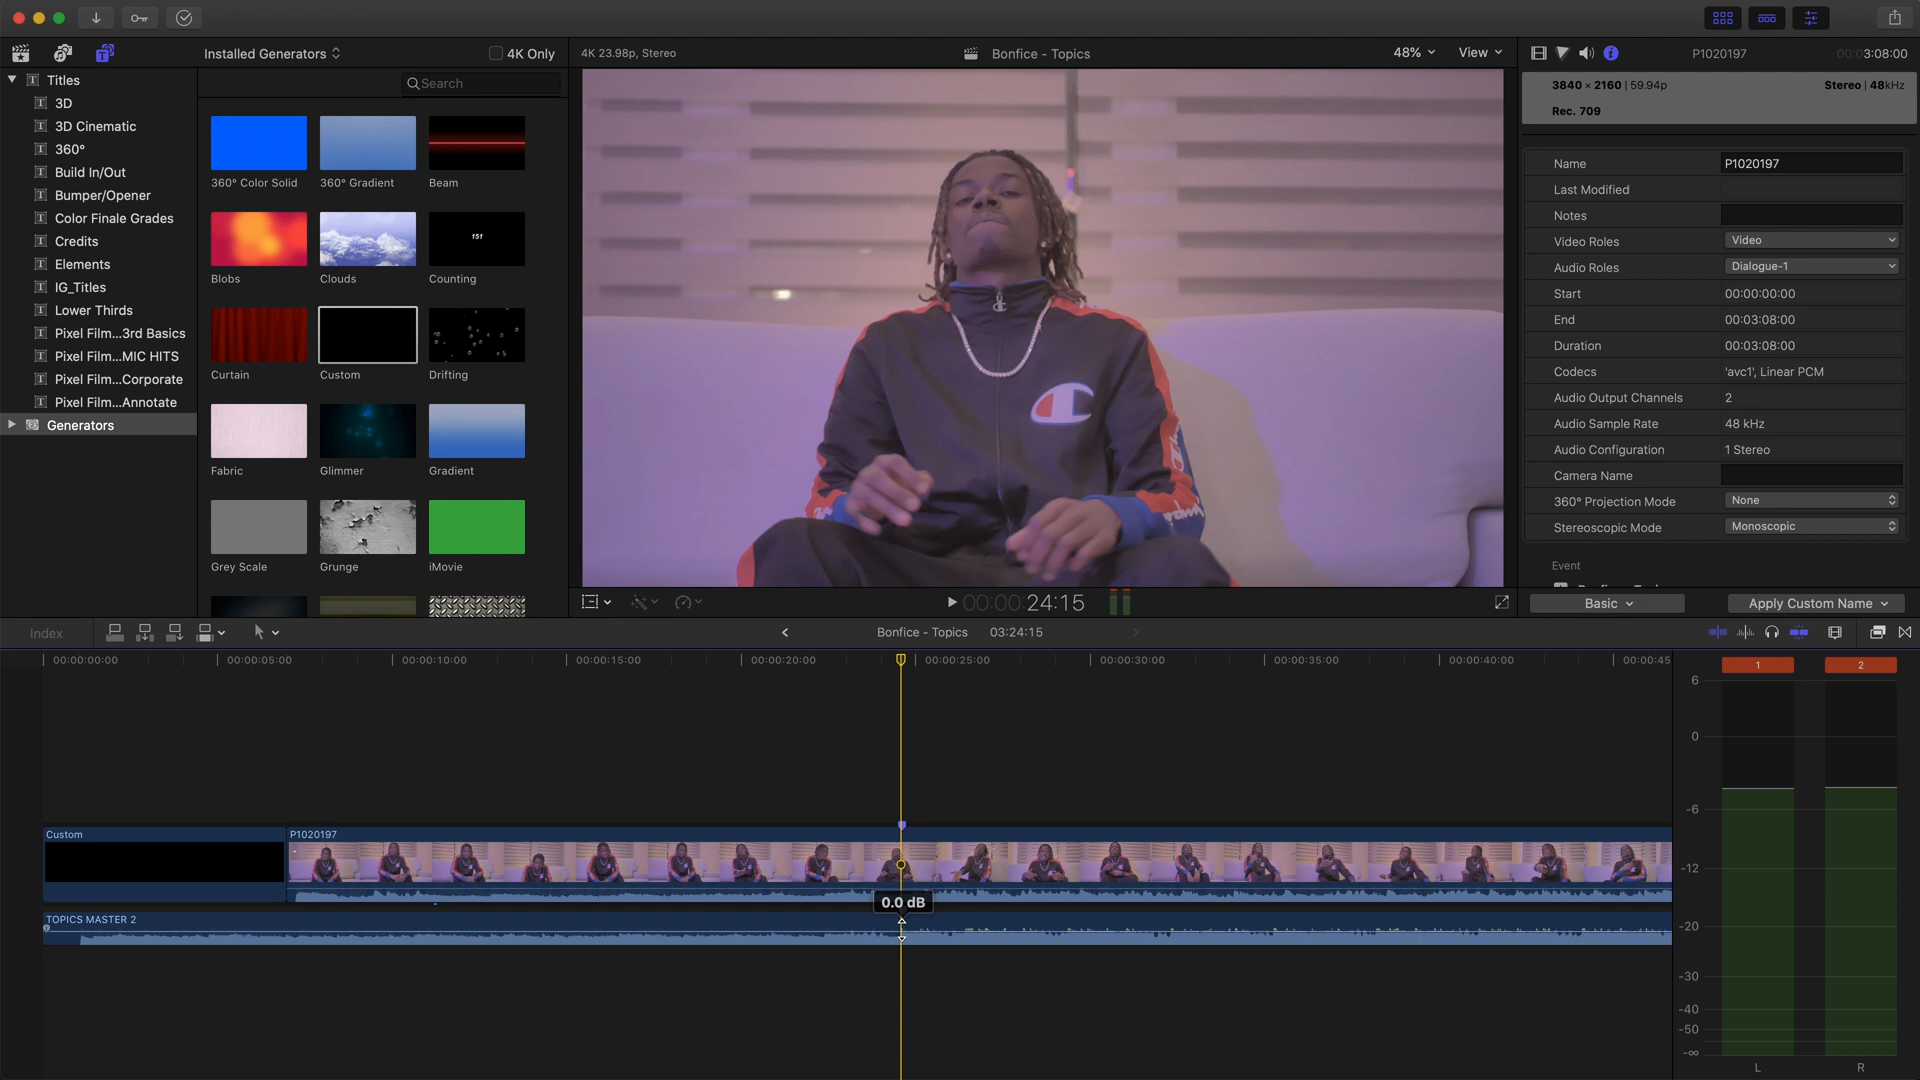 Installed Generators
4K Only
4K 23.98p, Stereo
Bonfice - Topics
48%
View
P1020197
00:03:08:00
Titles
3D
3D Cinematic
360°
Build In/Out
Bumper/Opener
Color Finale Grades
Credits
Elements
IG_Titles
Lower Thirds
Pixel Film...3rd Basics
Pixel Film...MIC HITS
Pixel Film...Corporate
Pixel Film...Annotate
Generators
Search
360° Color Solid
360° Gradient
Beam
151
Blobs
Clouds
Counting
Curtain
Custom
Drifting
Fabric
Glimmer
Gradient
Grey Scale
Grunge
iMovie
3840 × 2160 | 59.94p
Stereo | 48kHz
Rec. 709
Name
P1020197
Last Modified
Notes
Video Roles
Video
Audio Roles
Dialogue-1
Start
00:00:00:00
End
00:03:08:00
Duration
00:03:08:00
Codecs
'avc1', Linear PCM
Audio Output Channels
2
Audio Sample Rate
48 kHz
Audio Configuration
1 Stereo
Camera Name
360° Projection Mode
None
Stereoscopic Mode
Monoscopic
Event
Basic
Apply Custom Name
00:00:24:15
Index
Bonfice - Topics
03:24:15
00:00:00:00
00:00:05:00
00:00:10:00
00:00:15:00
00:00:20:00
00:00:25:00
00:00:30:00
00:00:35:00
00:00:40:00
00:00:45
Custom
P1020197
0.0 dB
TOPICS MASTER 2
1
2
6
0
-6
-12
-20
-30
-40
-50
-∞
L
R